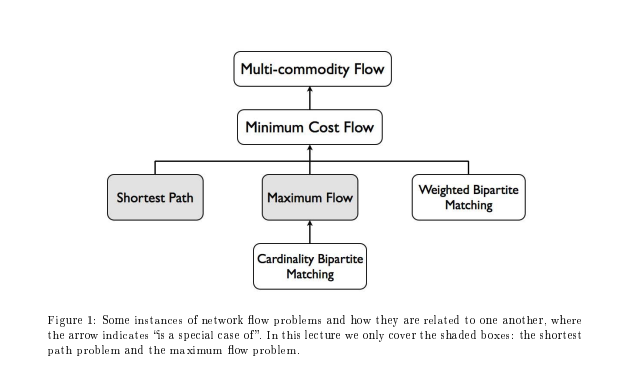 Multi-commodity Flow
Minimum Cost Flow
Shortest Path
Maximum Flow
Weighted Bipartite
Matching
Cardinality Bipartite
Matching
Figure 1: Some instances of network flow problems and how they are related to one another, where
the arrow indicates “is a special case of”. In this lecture we only cover the shaded boxes: the shortest
path problem and the maximum flow problem.